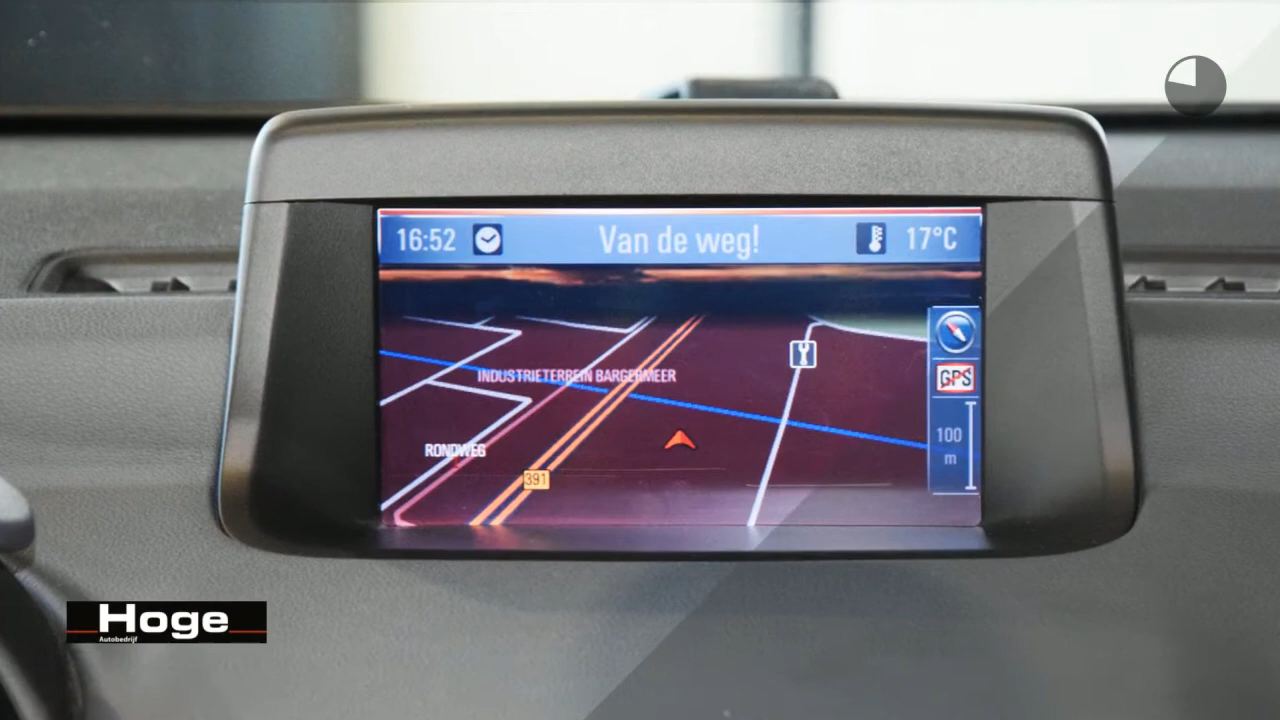 16:52 Van de weg! 17°C
INDUSTRIETERREIN BARGERMEER
GPS
RONDWEG
100
m
391
Hoge
Autobedrijf